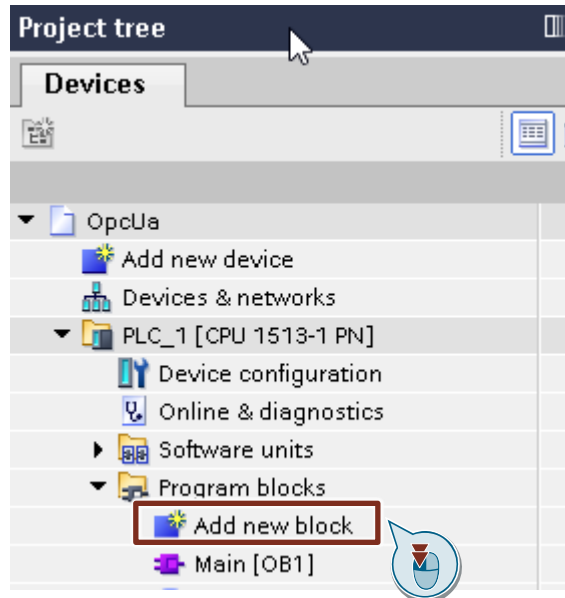 Project tree
Devices
OpcUa
Add new device
Devices & networks
PLC_1 [CPU 1513-1 PN]
Device configuration
Online & diagnostics
Software units
Program blocks
Add new block
Main [OB1]